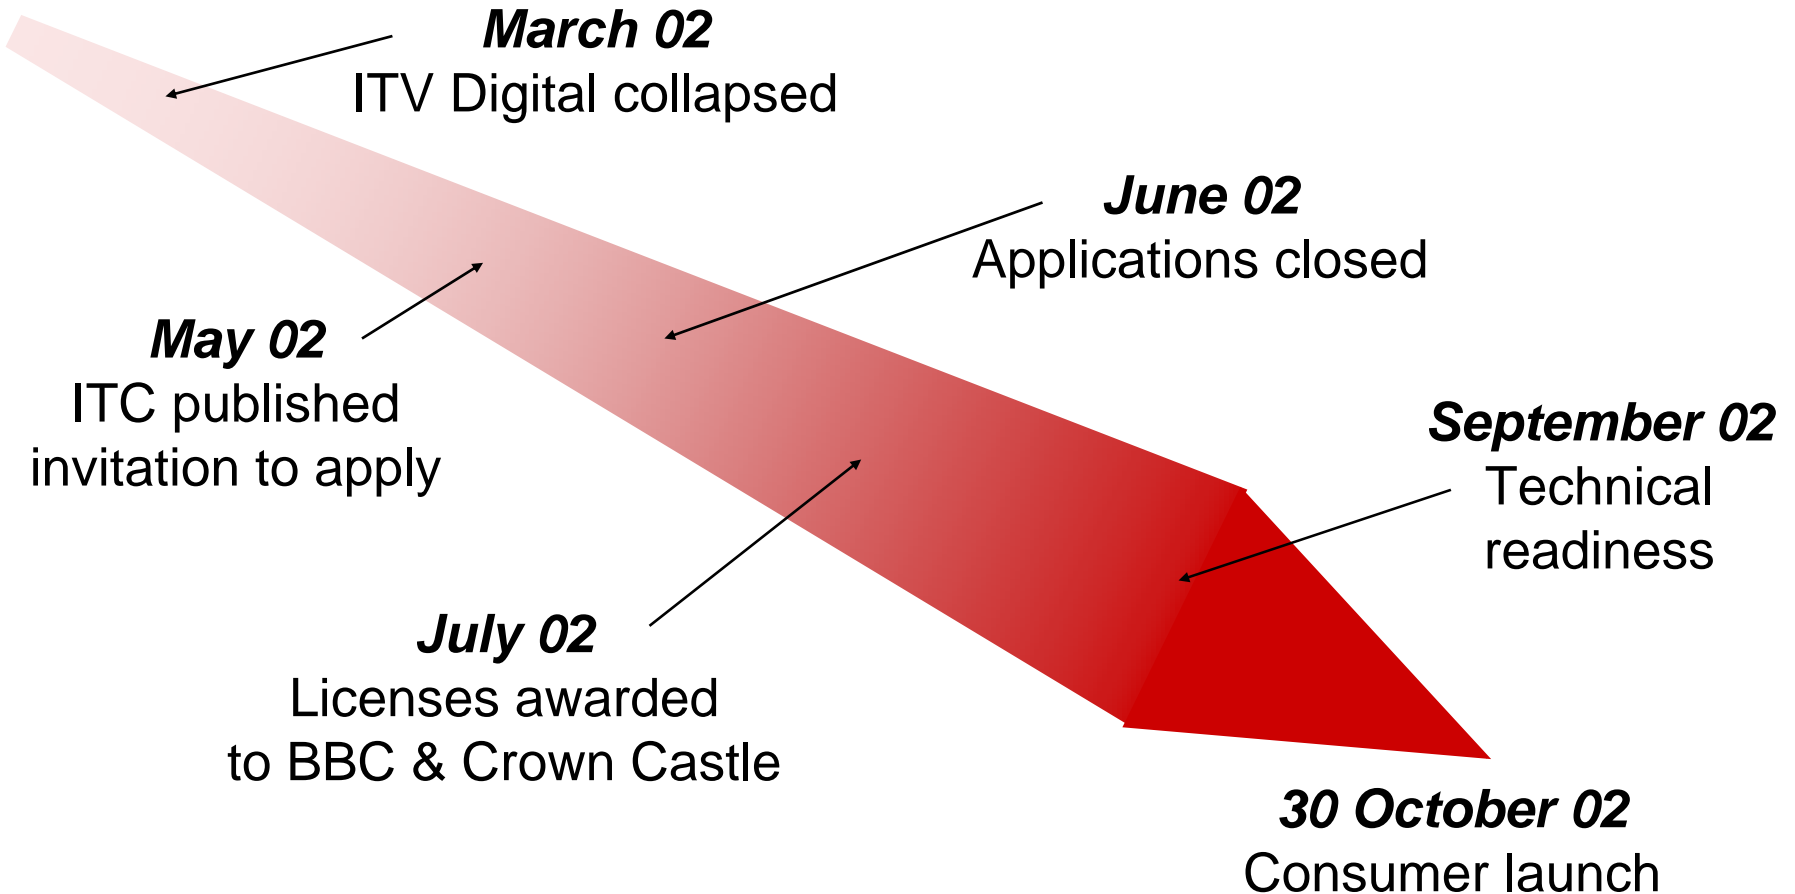 March 02
ITV Digital collapsed
June 02
Applications closed
May 02
ITC published
invitation to apply
September 02
Technical
readiness
July 02
Licenses awarded
to BBC & Crown Castle
30 October 02
Consumer launch